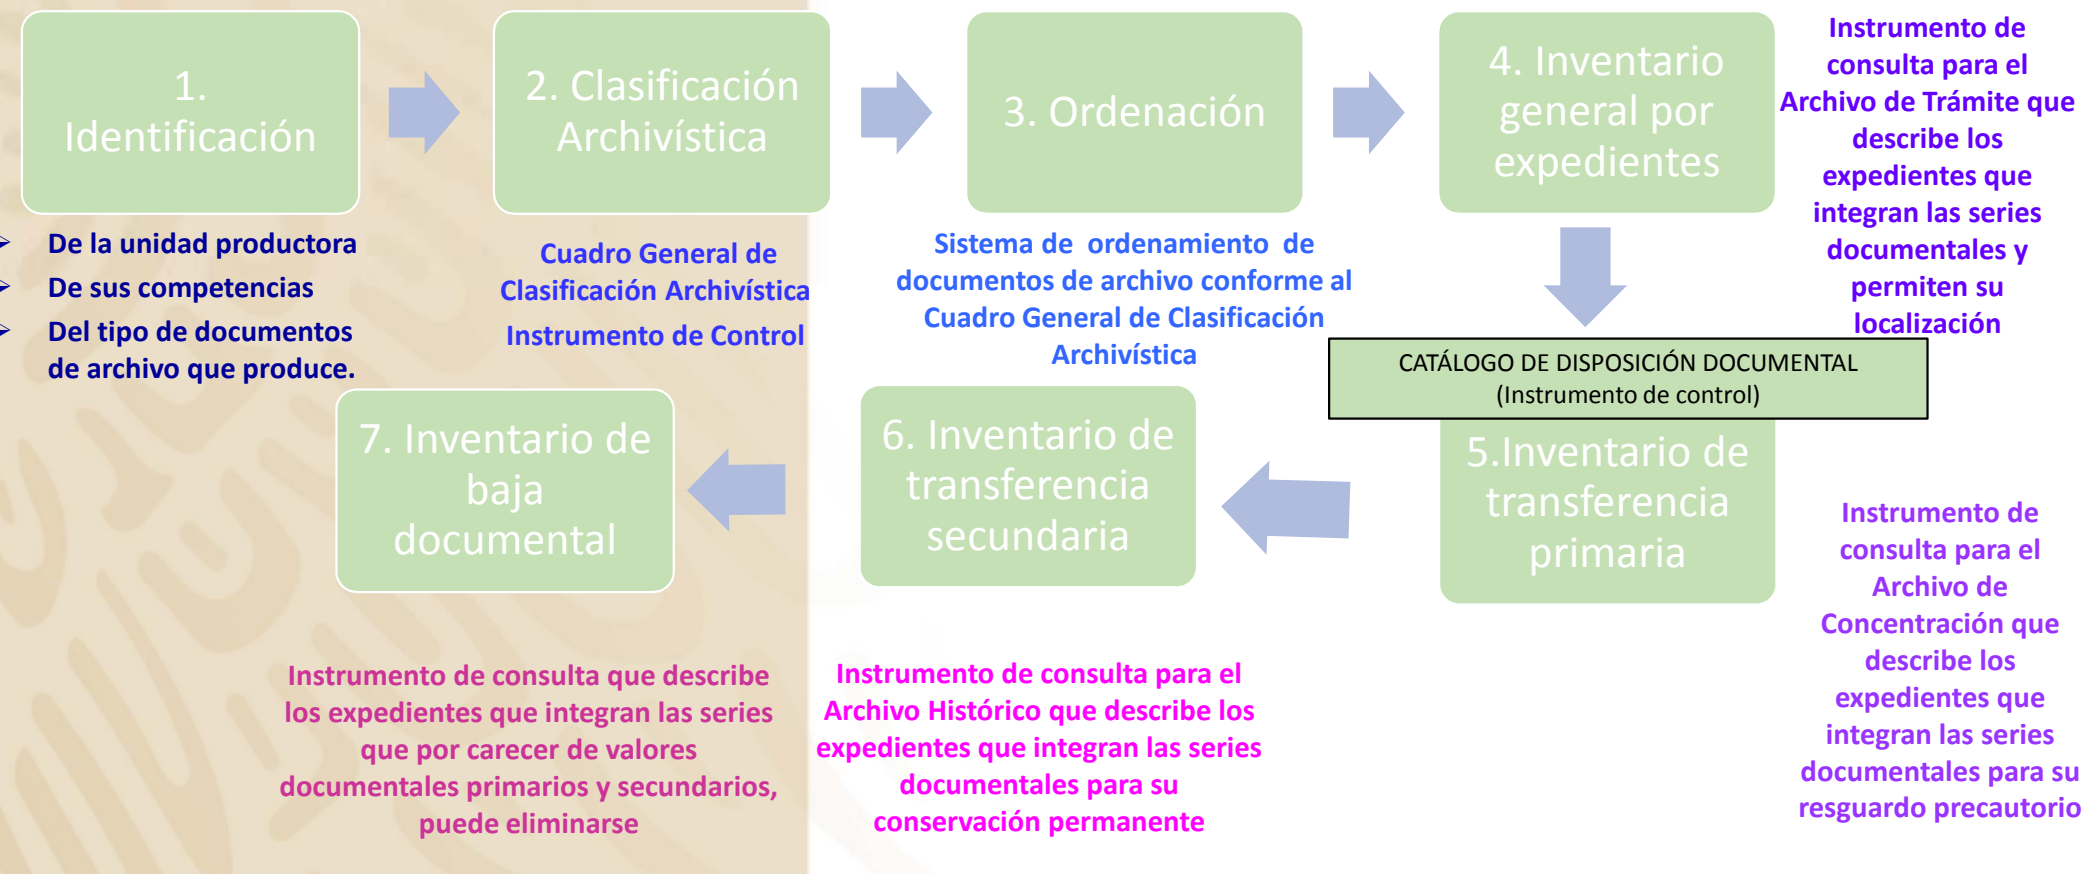 1.
Identificación
➢ De la unidad productora
➢ De sus competencias
➢ Del tipo de documentos
de archivo que produce.
2. Clasificación
Archivística
Cuadro General de
Clasificación Archivística
Instrumento de Control
3. Ordenación
Sistema de ordenamiento de
documentos de archivo conforme al
Cuadro General de Clasificación
Archivística
4. Inventario
general por
expedientes
Instrumento de
consulta para el
Archivo de Trámite que
describe los
expedientes que
integran las series
documentales y
permiten su
localización
CATÁLOGO DE DISPOSICIÓN DOCUMENTAL
(Instrumento de control)
5.Inventario de
transferencia
primaria
Instrumento de
consulta para el
Archivo de
Concentración que
describe los
expedientes que
integran las series
documentales para su
resguardo precautorio
6. Inventario de
transferencia
secundaria
Instrumento de consulta para el
Archivo Histórico que describe los
expedientes que integran las series
documentales para su
conservación permanente
7. Inventario de
baja
documental
Instrumento de consulta que describe
los expedientes que integran las series
que por carecer de valores
documentales primarios y secundarios,
puede eliminarse